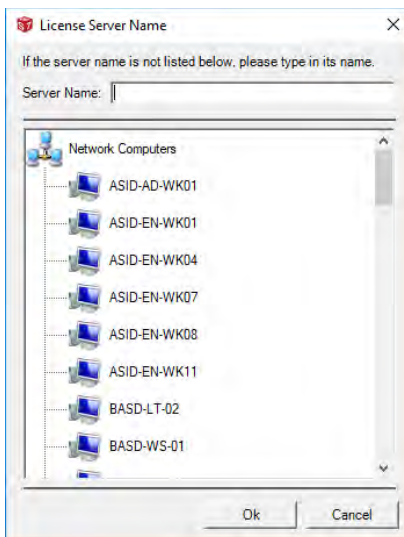 License Server Name
If the server name is not listed below, please type in its name.
Server Name:
Network Computers
ASID-AD-WK01
ASID-EN-WK01
ASID-EN-WK04
ASID-EN-WK07
ASID-EN-WK08
ASID-EN-WK11
BASD-LT-02
BASD-WS-01
Ok Cancel